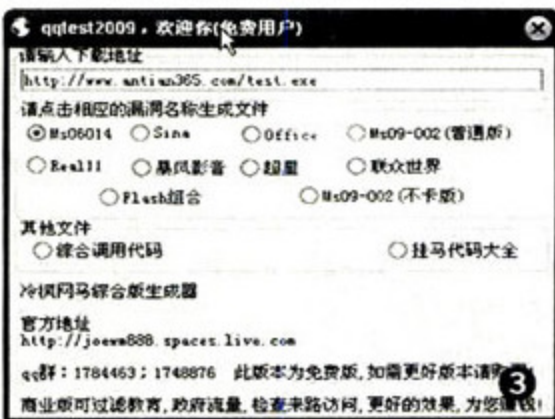 qqtest2009，欢迎你(免费用户)
请输入下载地址
http://www.antian365.com/test.exe
请点击相应的漏洞名称生成文件
Ms06014 Sina Office Ms09-002(普通版)
Real11 暴风影音 超星 联众世界
Flash组合 Ms09-002(不卡版)
其他文件
综合调用代码 挂马代码大全
冷枫网马综合版生成器
官方地址
http://joewm888.spaces.live.com
qq群：1784463；1748876 此版本为免费版,如需更好版本请
3
商业版可过滤教育,政府流量,检查来路访问,更好的效果,为您赚钱!